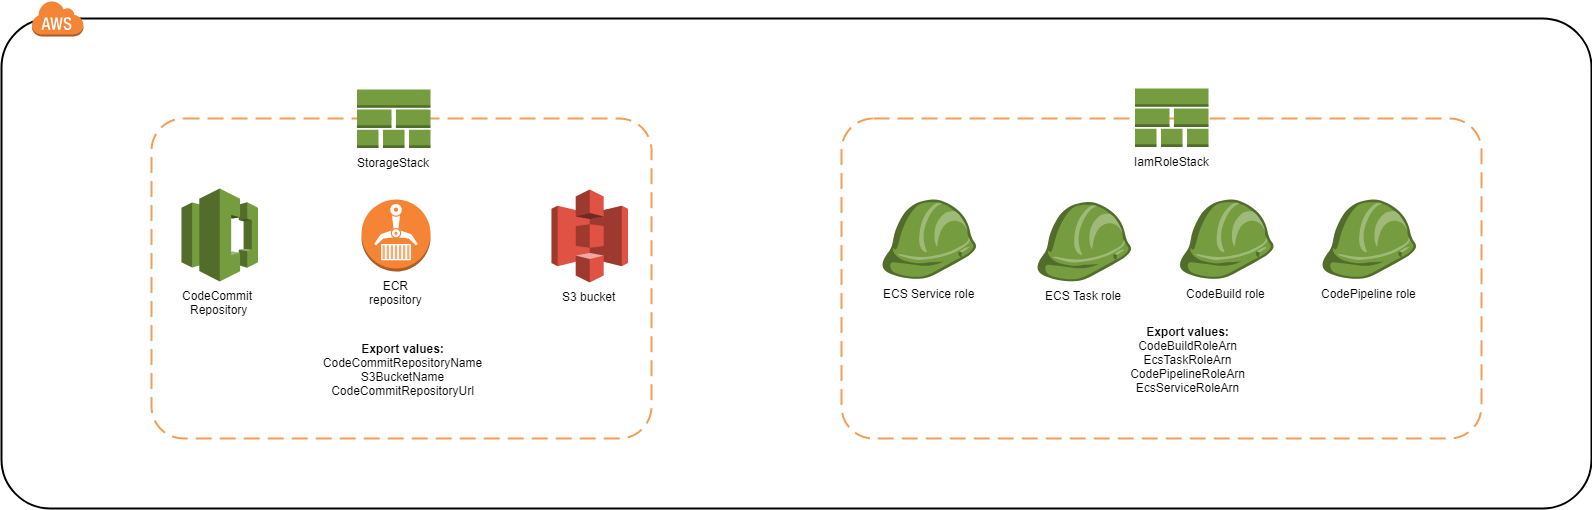 AWS
StorageStack
CodeCommit
Repository
ECR
repository
S3 bucket
Export values:
CodeCommitRepositoryName
S3BucketName
CodeCommitRepositoryUrl
IamRoleStack
ECS Service role
ECS Task role
CodeBuild role
CodePipeline role
Export values:
CodeBuildRoleArn
EcsTaskRoleArn
CodePipelineRoleArn
EcsServiceRoleArn